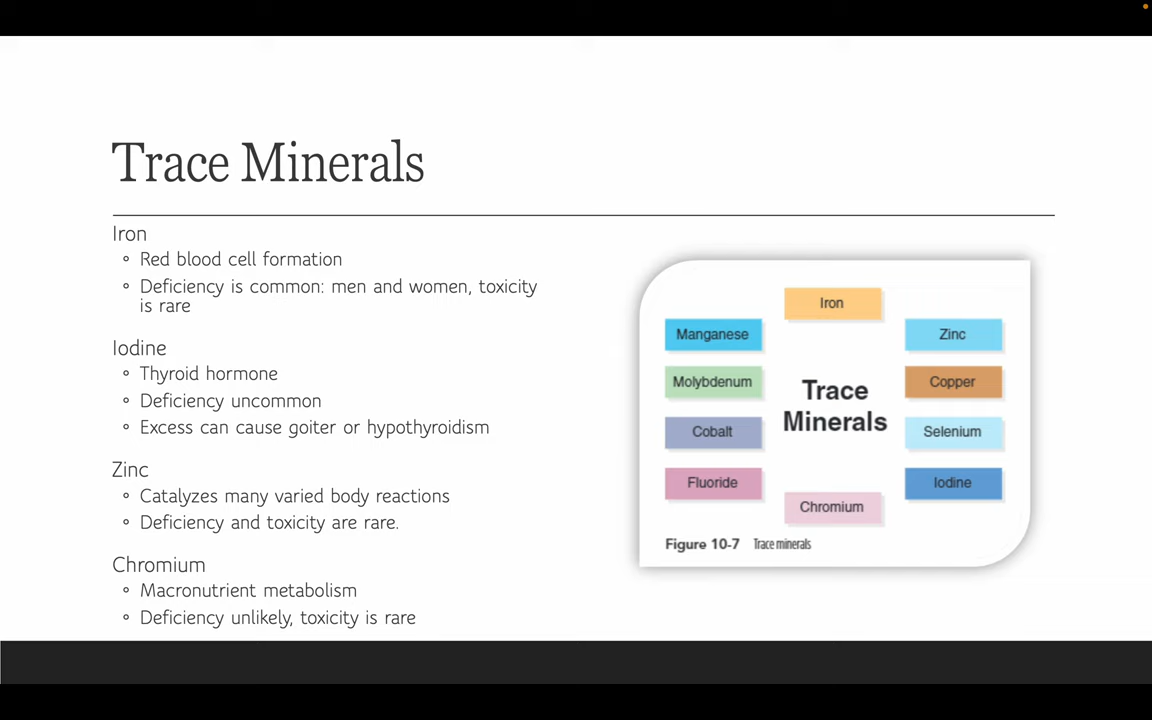 Trace Minerals
Iron
◦ Red blood cell formation
◦ Deficiency is common: men and women, toxicity
is rare
Iodine
◦ Thyroid hormone
◦ Deficiency uncommon
◦ Excess can cause goiter or hypothyroidism
Zinc
◦ Catalyzes many varied body reactions
◦ Deficiency and toxicity are rare.
Chromium
◦ Macronutrient metabolism
◦ Deficiency unlikely, toxicity is rare
Iron
Manganese
Zinc
Molybdenum
Copper
Trace
Minerals
Cobalt
Selenium
Fluoride
Iodine
Chromium
Figure 10-7 Trace minerals